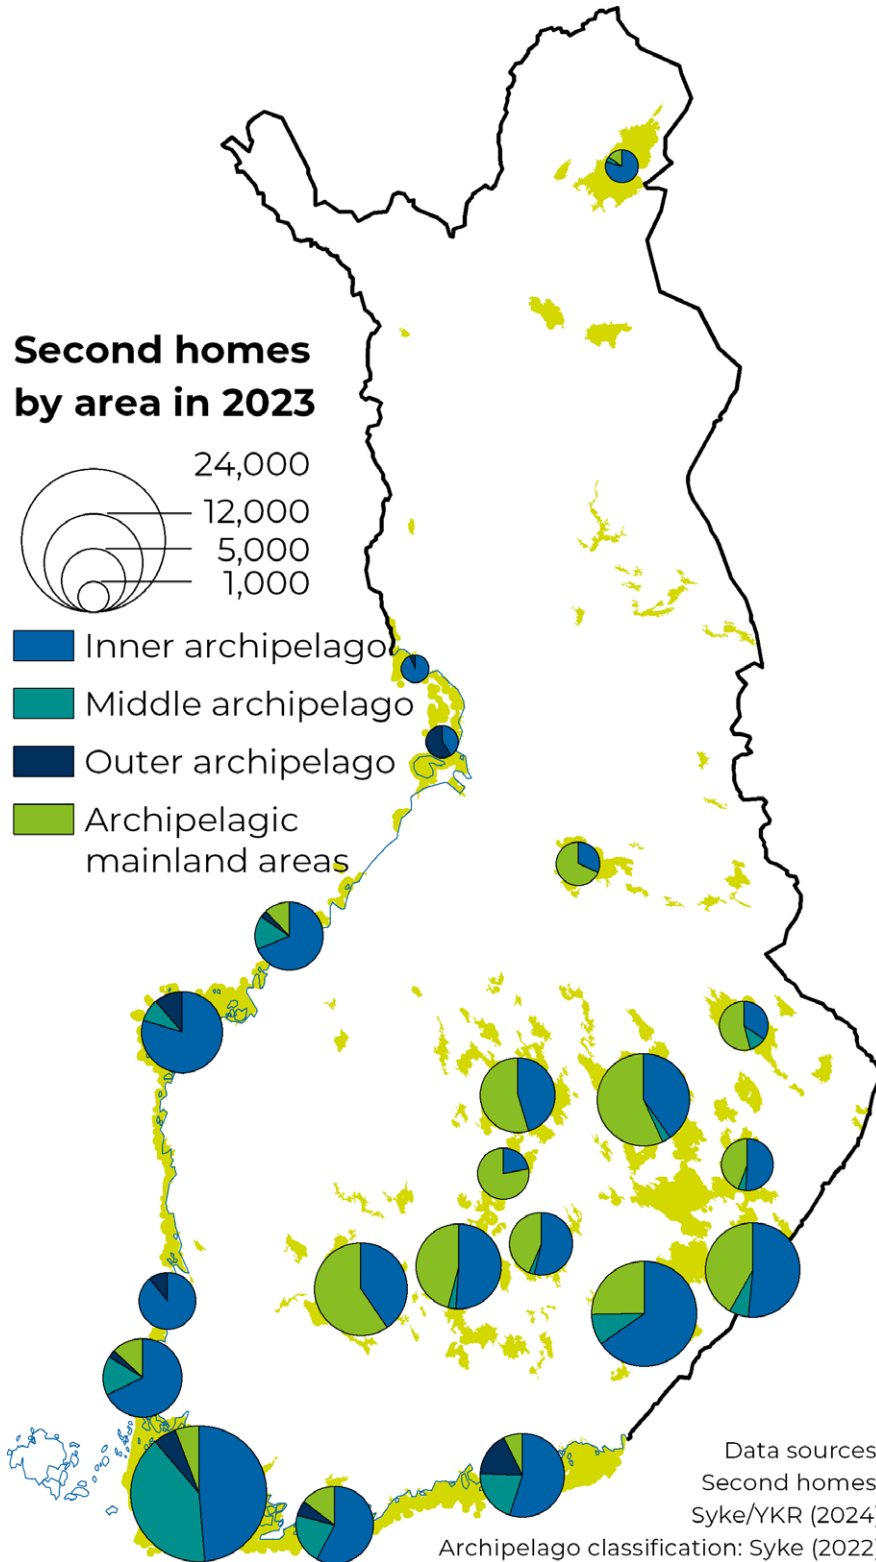 Second homes
by area in 2023
24,000
12,000
5,000
1,000
Inner archipelago
Middle archipelago
Outer archipelago
Archipelagic
mainland areas
Data sources
Second homes
Syke/YKR (2024)
Archipelago classification: Syke (2022)